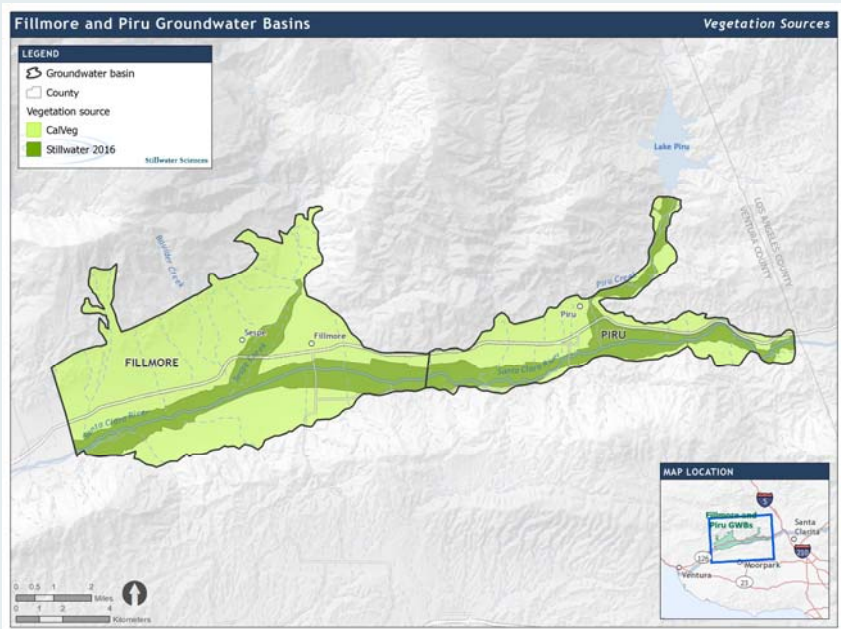 Fillmore and Piru Groundwater Basins
Vegetation Sources
LEGEND
Groundwater basin
County
Vegetation source
CalVeg
Stillwater 2016
Stillwater Sciences
Lake Piru
LOS ANGELES COUNTY
VENTURA COUNTY
Boulder Creek
Piru Creek
Piru
PIRU
Sespe
Fillmore
FILLMORE
Sespe Creek
Santa Clara River
Santa Clara River
0 0.5 1 2
Miles
0 1 2 4
Kilometers
MAP LOCATION
5
Fillmore and
Piru GWBs
Santa
Clarita
126
210
Moorpark
Ventura
23